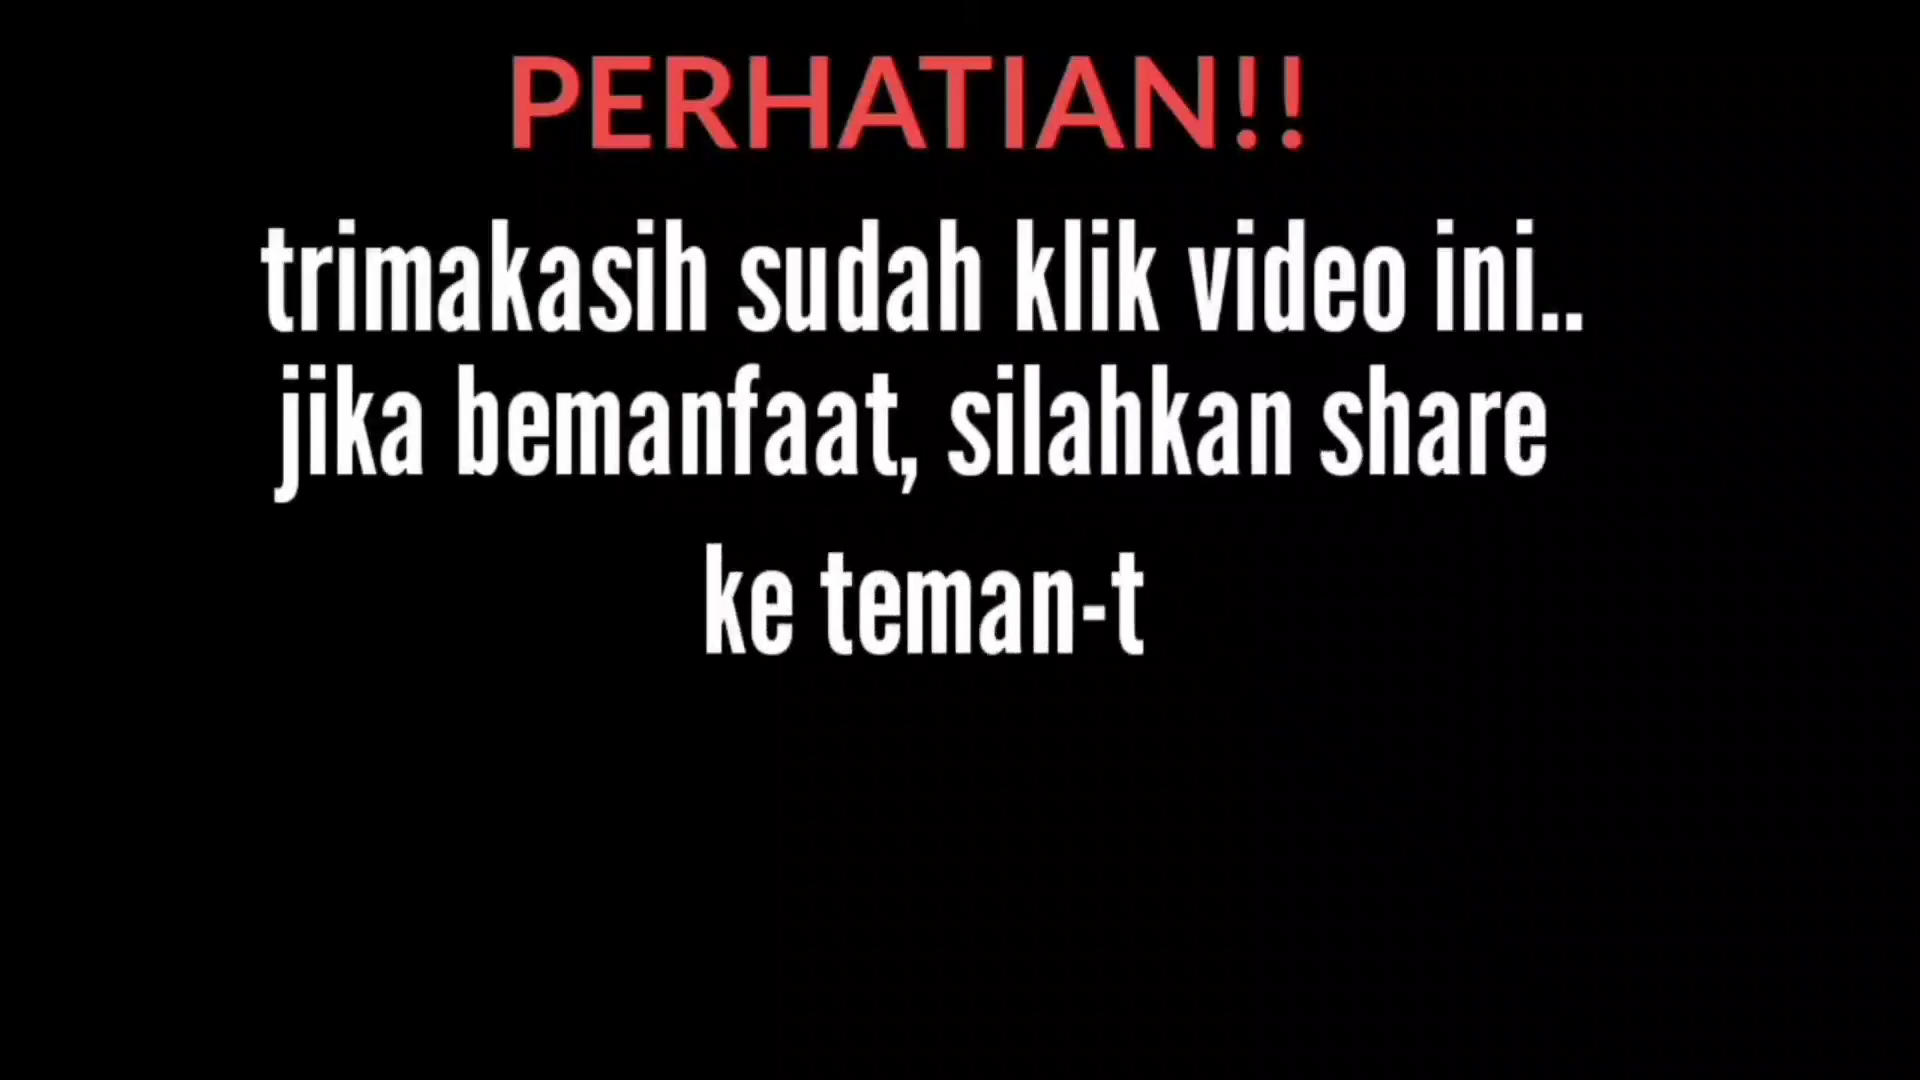 PERHATIAN!!
trimakasih sudah klik video ini..
jika bemanfaat, silahkan share
ke teman-t